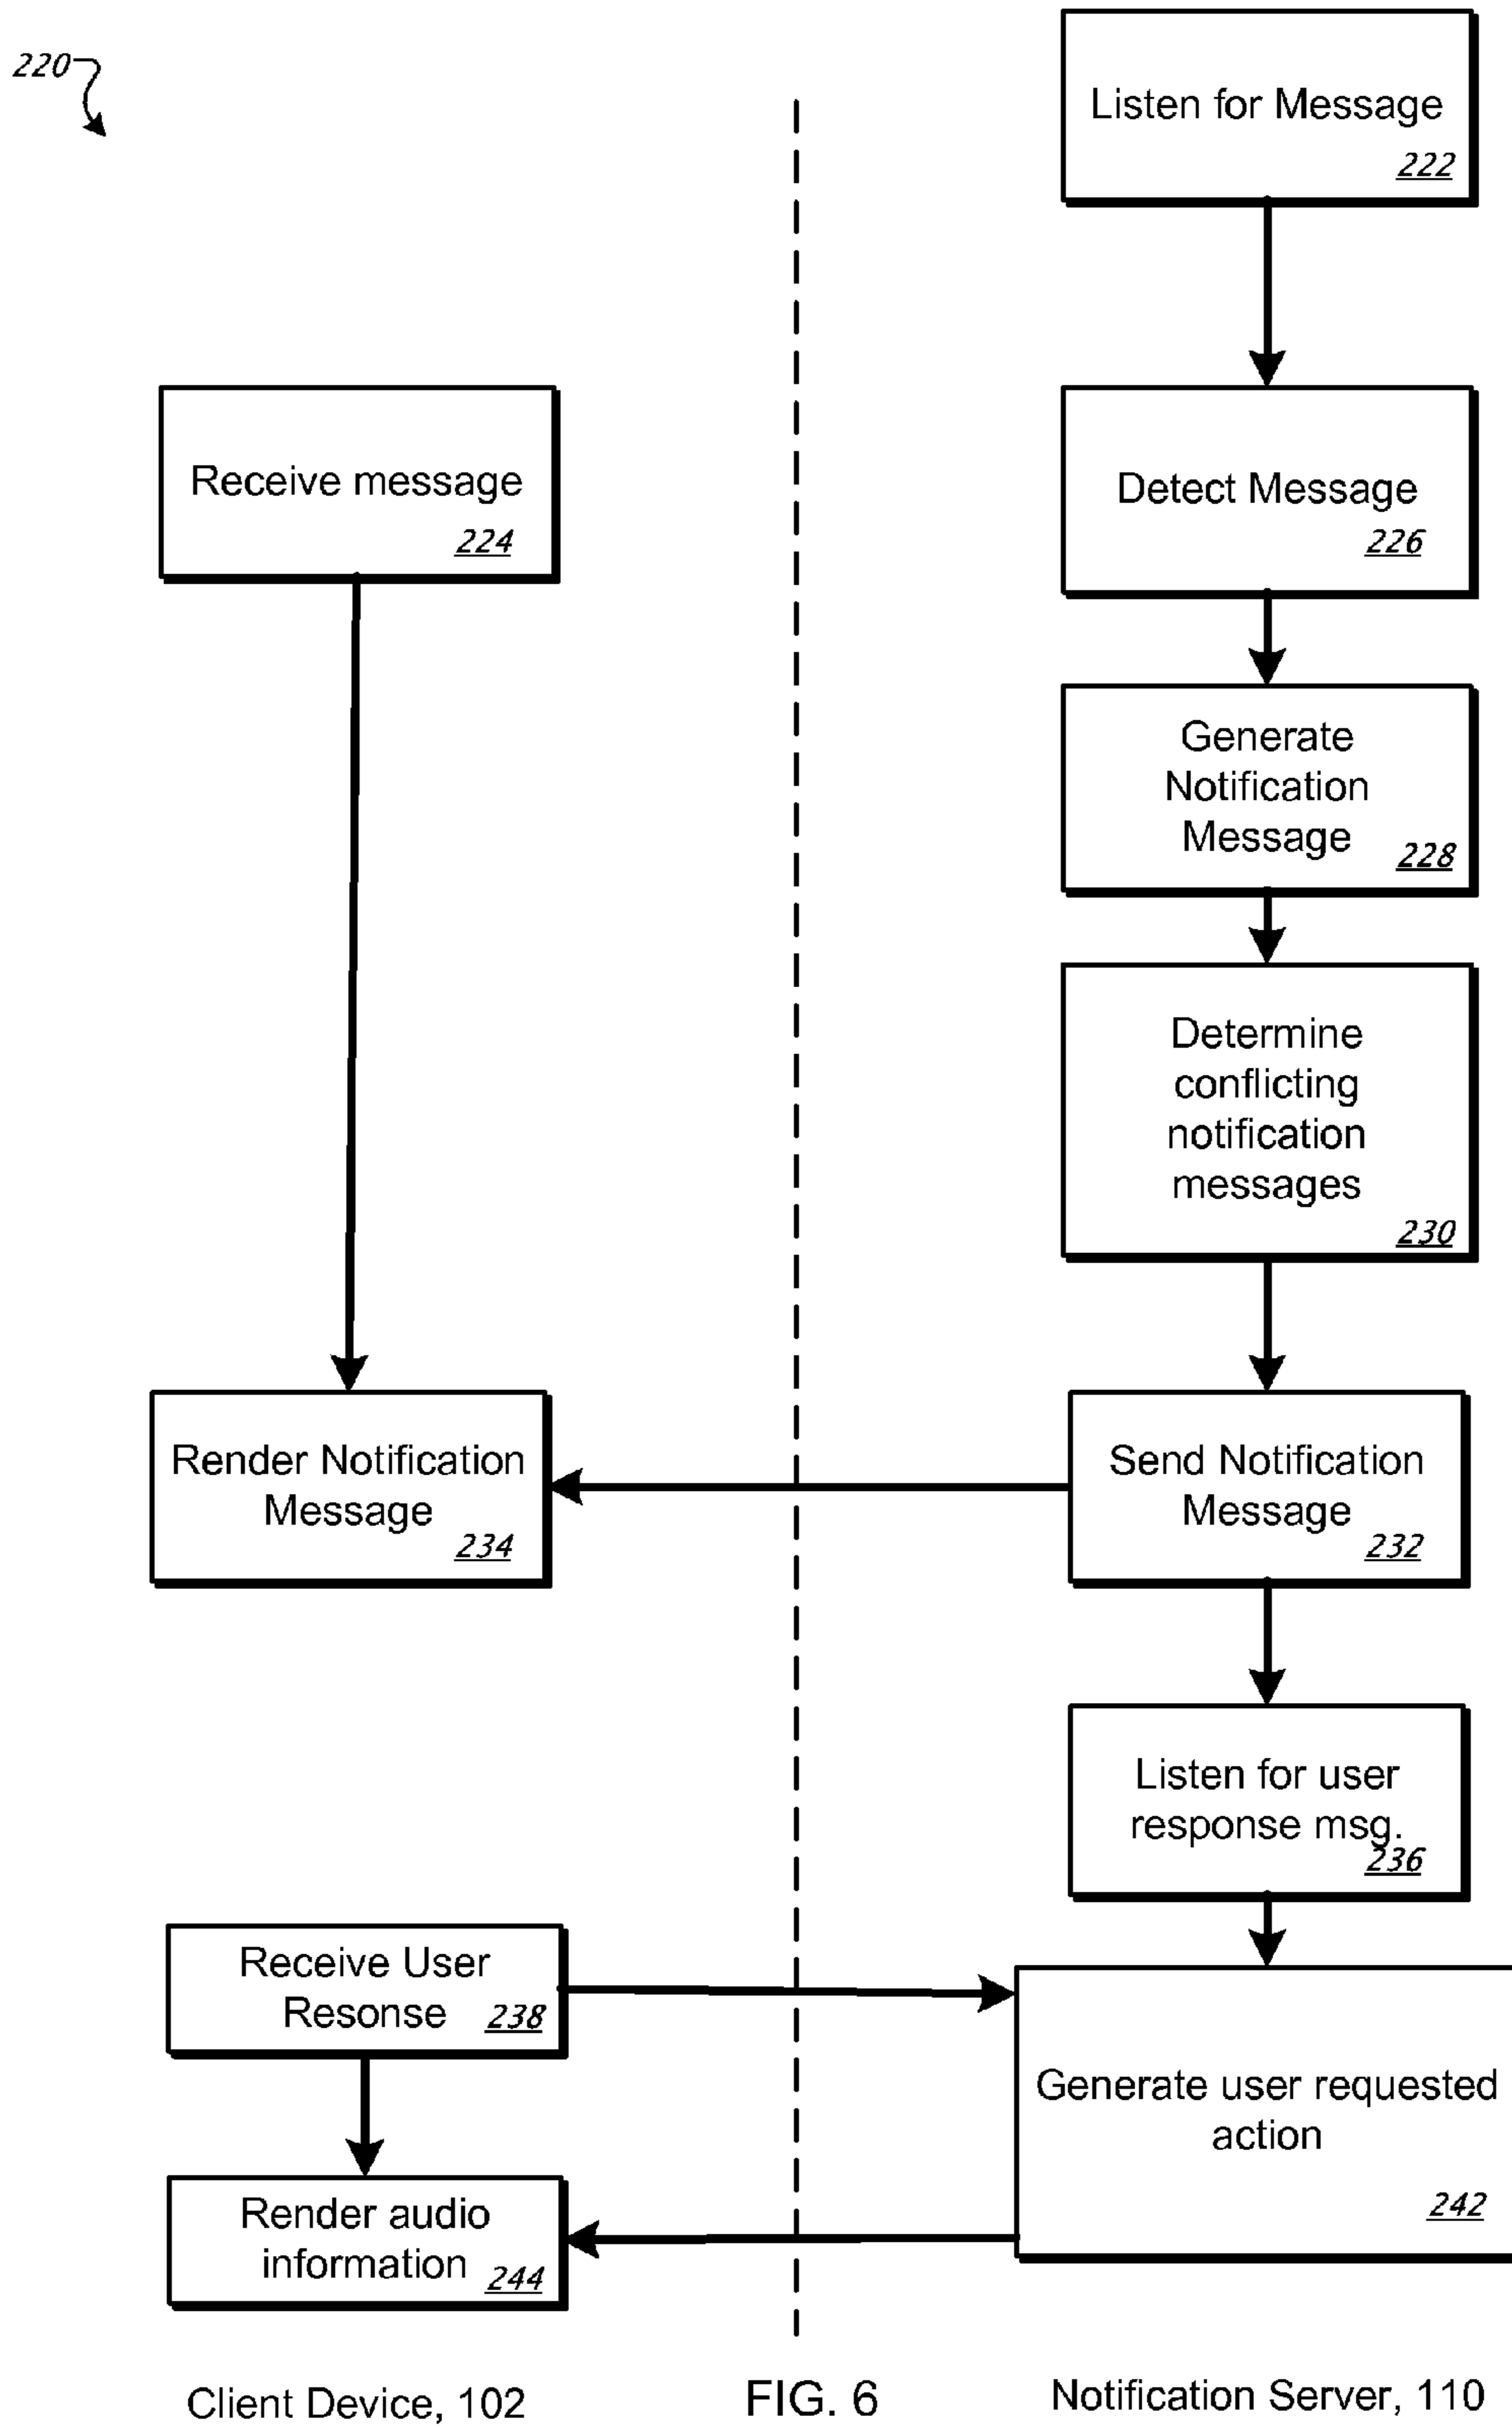 220
Listen for Message
222
Receive message
224
Detect Message
226
Generate
Notification
Message
228
Determine
conflicting
notification
messages
230
Render Notification
Message
234
Send Notification
Message
232
Listen for user
response msg.
236
Receive User
Resonse
238
Generate user requested
action
242
Render audio
information
244
Client Device, 102
FIG. 6
Notification Server, 110